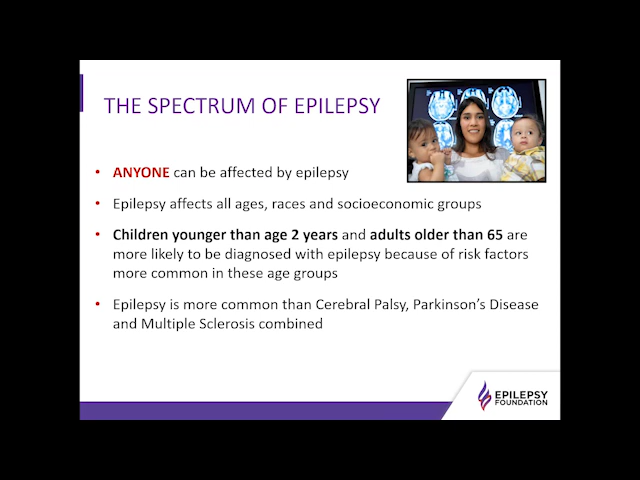 THE SPECTRUM OF EPILEPSY
• ANYONE can be affected by epilepsy
• Epilepsy affects all ages, races and socioeconomic groups
• Children younger than age 2 years and adults older than 65 are
more likely to be diagnosed with epilepsy because of risk factors
more common in these age groups
• Epilepsy is more common than Cerebral Palsy, Parkinson’s Disease
and Multiple Sclerosis combined
EPILEPSY
FOUNDATION